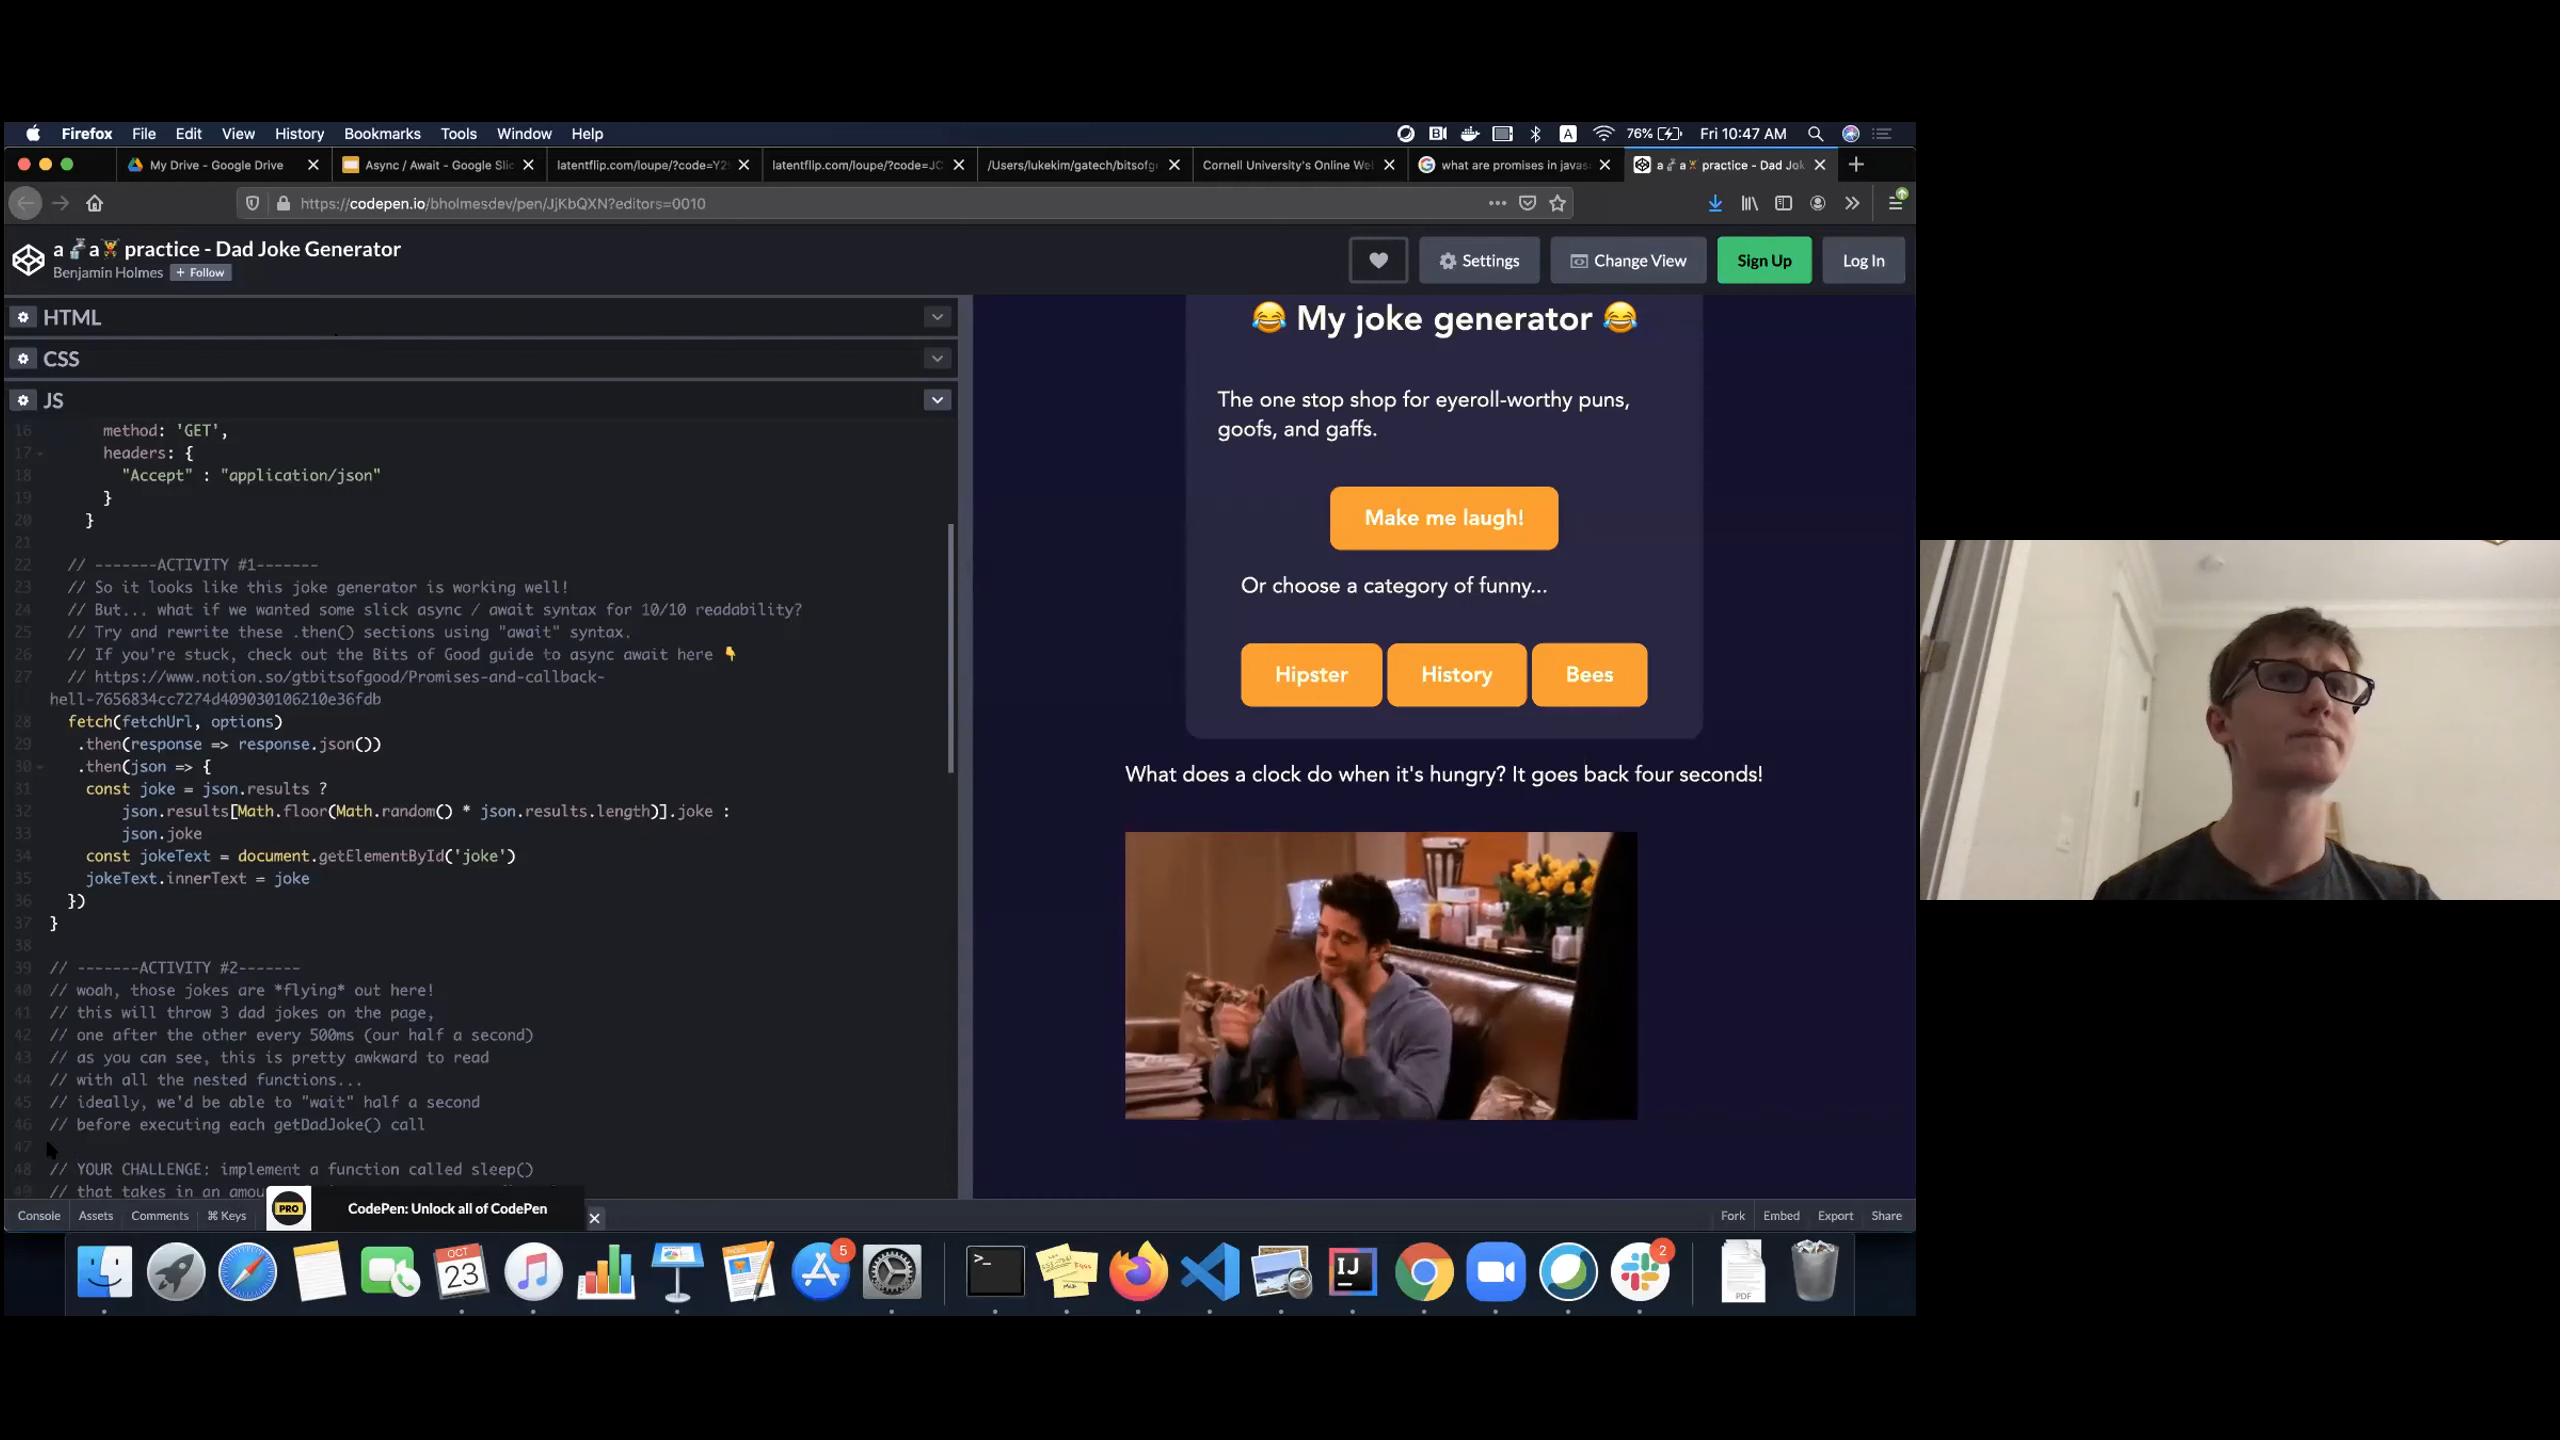 Firefox File Edit View History Bookmarks Tools Window Help
A 76% Fri 10:47 AM
My Drive - Google Drive
Async / Await - Google Slic
latentflip.com/loupe/?code=Y2
latentflip.com/loupe/?code=JC
/Users/lukekim/gatech/bitsofg
Cornell University's Online We
what are promises in javas
practice - Dad Jok
https://codepen.io/bholmesdev/pen/JjKbQXN?editors=0010
a 🚰 a🏋 practice - Dad Joke Generator
Benjamin Holmes + Follow
Settings
Change View
Sign Up
Log In
HTML
CSS
JS
16 method: 'GET',
17 headers: {
18 "Accept" : "application/json"
19 }
20 }
21
22 // -------ACTIVITY #1-------
23 // So it looks like this joke generator is working well!
24 // But... what if we wanted some slick async / await syntax for 10/10 readability?
25 // Try and rewrite these .then() sections using "await" syntax.
26 // If you're stuck, check out the Bits of Good guide to async await here 👇
27 // https://www.notion.so/gtbitsofgood/Promises-and-callback-
hell-7656834cc7274d409030106210e36fdb
28 fetch(fetchUrl, options)
29 .then(response => response.json())
30 .then(json => {
31 const joke = json.results ?
32 json.results[Math.floor(Math.random() * json.results.length)].joke :
33 json.joke
34 const jokeText = document.getElementById('joke')
35 jokeText.innerText = joke
36 })
37 }
38
39 // -------ACTIVITY #2-------
40 // woah, those jokes are *flying* out here!
41 // this will throw 3 dad jokes on the page,
42 // one after the other every 500ms (our half a second)
43 // as you can see, this is pretty awkward to read
44 // with all the nested functions...
45 // ideally, we'd be able to "wait" half a second
46 // before executing each getDadJoke() call
47
48 // YOUR CHALLENGE: implement a function called sleep()
49 // that takes in an amou
😂 My joke generator 😂
The one stop shop for eyeroll-worthy puns,
goofs, and gaffs.
Make me laugh!
Or choose a category of funny...
Hipster History Bees
What does a clock do when it's hungry? It goes back four seconds!
Console Assets Comments ⌘ Keys
PRO CodePen: Unlock all of CodePen
Fork Embed Export Share
OCT
23
5
IJ
2
PDF